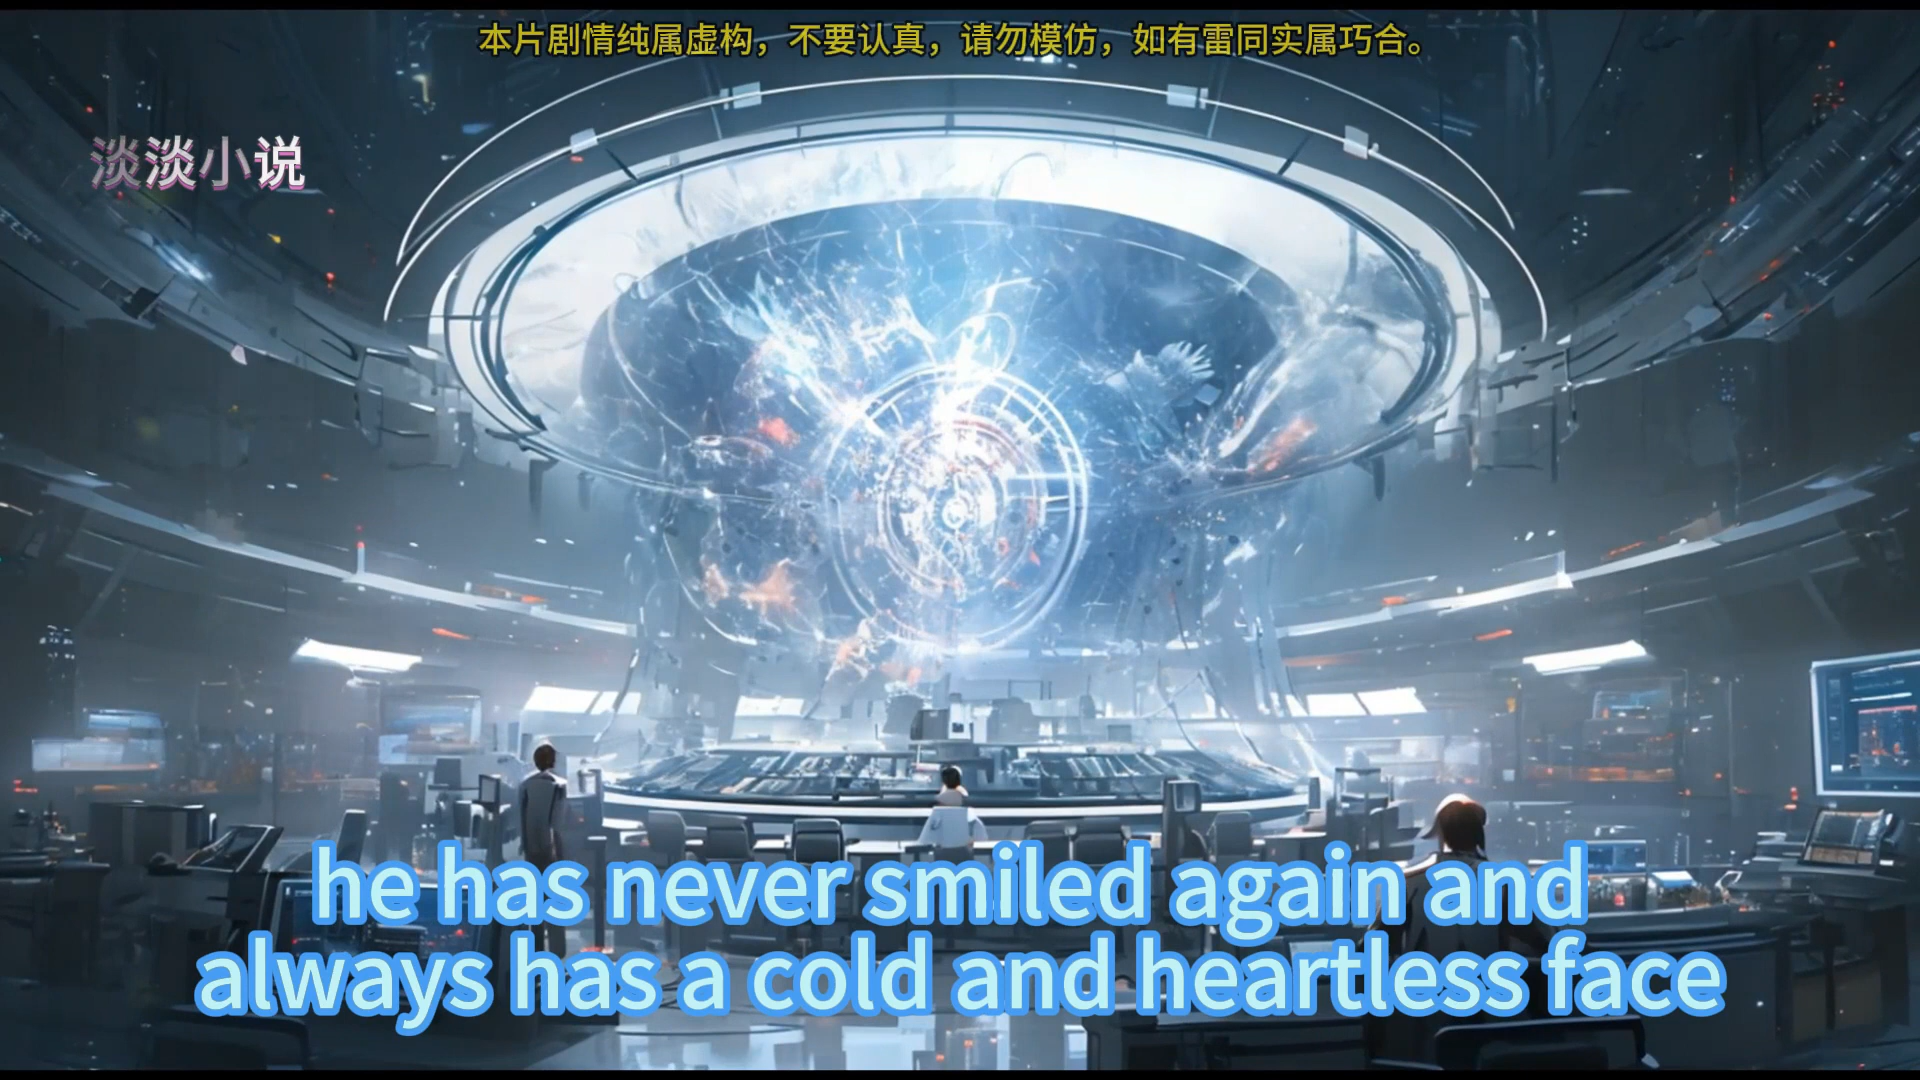 本片剧情纯属虚构，不要认真，请勿模仿，如有雷同实属巧合。
淡淡小说
he has never smiled again and
always has a cold and heartless face